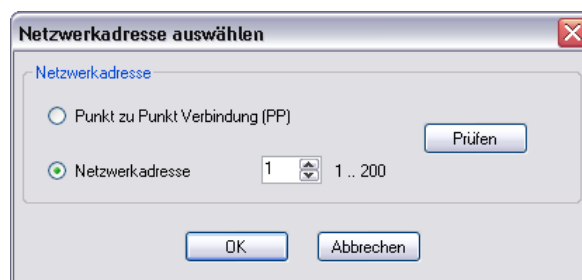 Netzwerkadresse auswählen
Netzwerkadresse
Punkt zu Punkt Verbindung (PP)
Prüfen
Netzwerkadresse 1 1 .. 200
OK Abbrechen